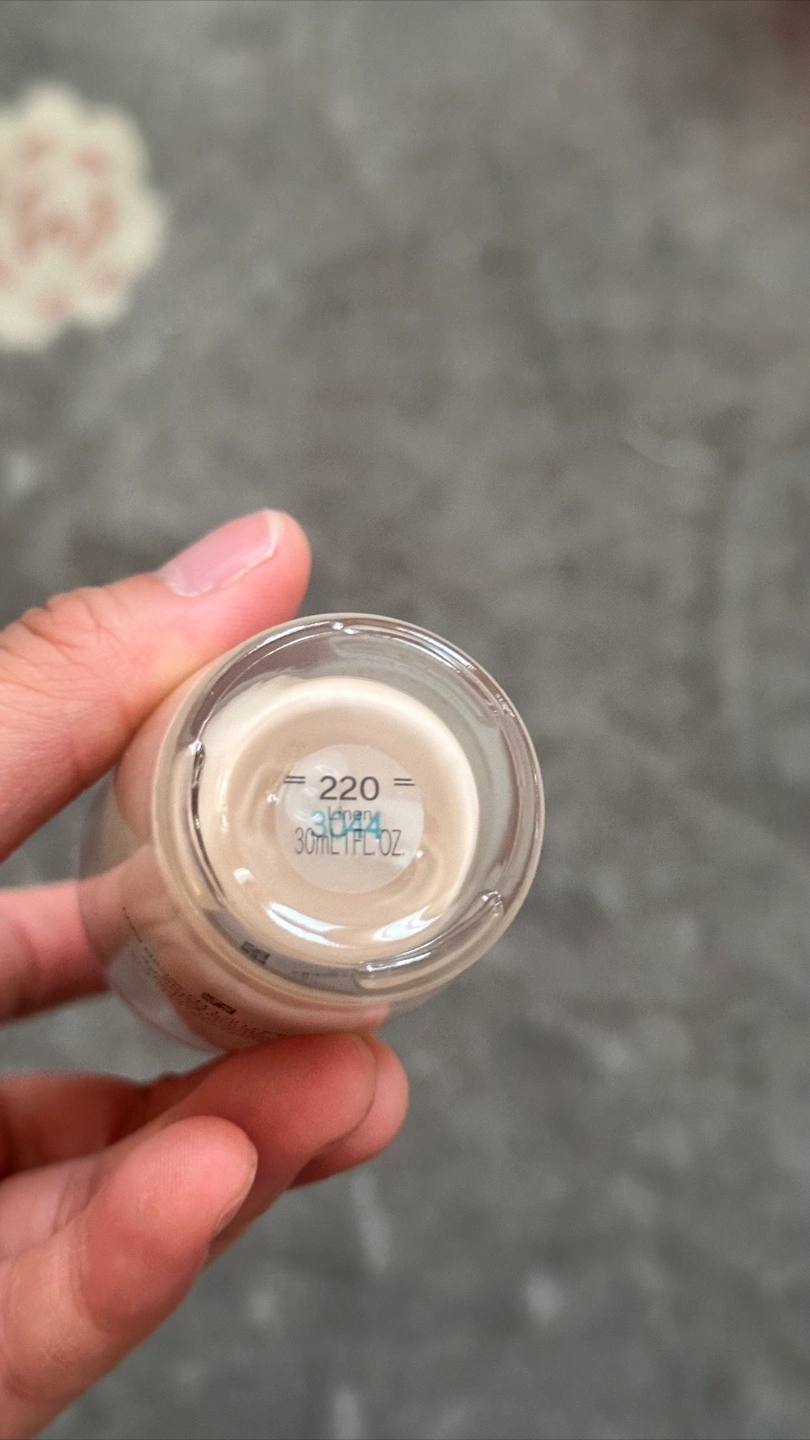 = 220 =
Linen
3044
30mL 1 FL. OZ.